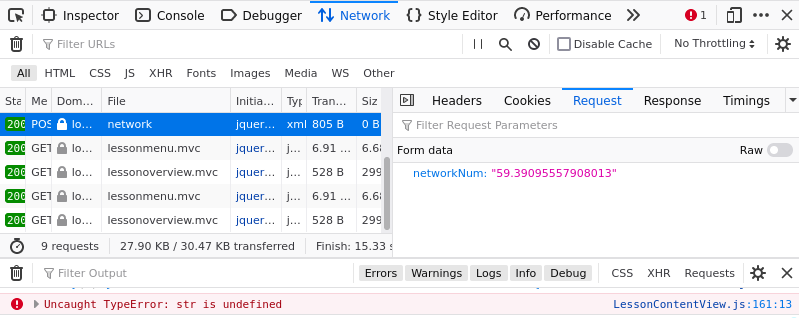 Inspector Console Debugger Network Style Editor Performance 1
Filter URLs Disable Cache No Throttling
All HTML CSS JS XHR Fonts Images Media WS Other
Sta Me Dom... File Initia... Typ Tran... Siz Headers Cookies Request Response Timings
200 POS lo... network jquer... xml 805 B 0 B Filter Request Parameters
200 GET lo... lessonmenu.mvc jquer... j... 6.91 ... 6.68 Form data Raw
200 GET lo... lessonoverview.mvc jquer... j... 528 B 299 networkNum: "59.39095557908013"
200 GET lo... lessonmenu.mvc jquer... j... 6.91 ... 6.68
200 GET lo... lessonoverview.mvc jquer... j... 528 B 299
9 requests 27.90 KB / 30.47 KB transferred Finish: 15.33 s
Filter Output Errors Warnings Logs Info Debug CSS XHR Requests
Uncaught TypeError: str is undefined LessonContentView.js:161:13